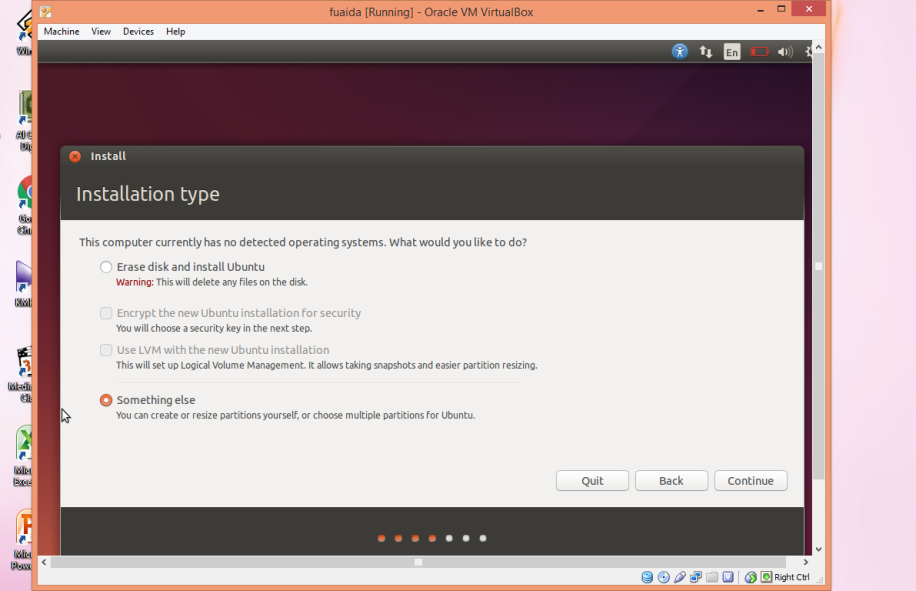 fuaida [Running] - Oracle VM VirtualBox
Machine View Devices Help
En
Install
Installation type
This computer currently has no detected operating systems. What would you like to do?
Erase disk and install Ubuntu
Warning: This will delete any files on the disk.
Encrypt the new Ubuntu installation for security
You will choose a security key in the next step.
Use LVM with the new Ubuntu installation
This will set up Logical Volume Management. It allows taking snapshots and easier partition resizing.
Something else
You can create or resize partitions yourself, or choose multiple partitions for Ubuntu.
Quit Back Continue
Right Ctrl